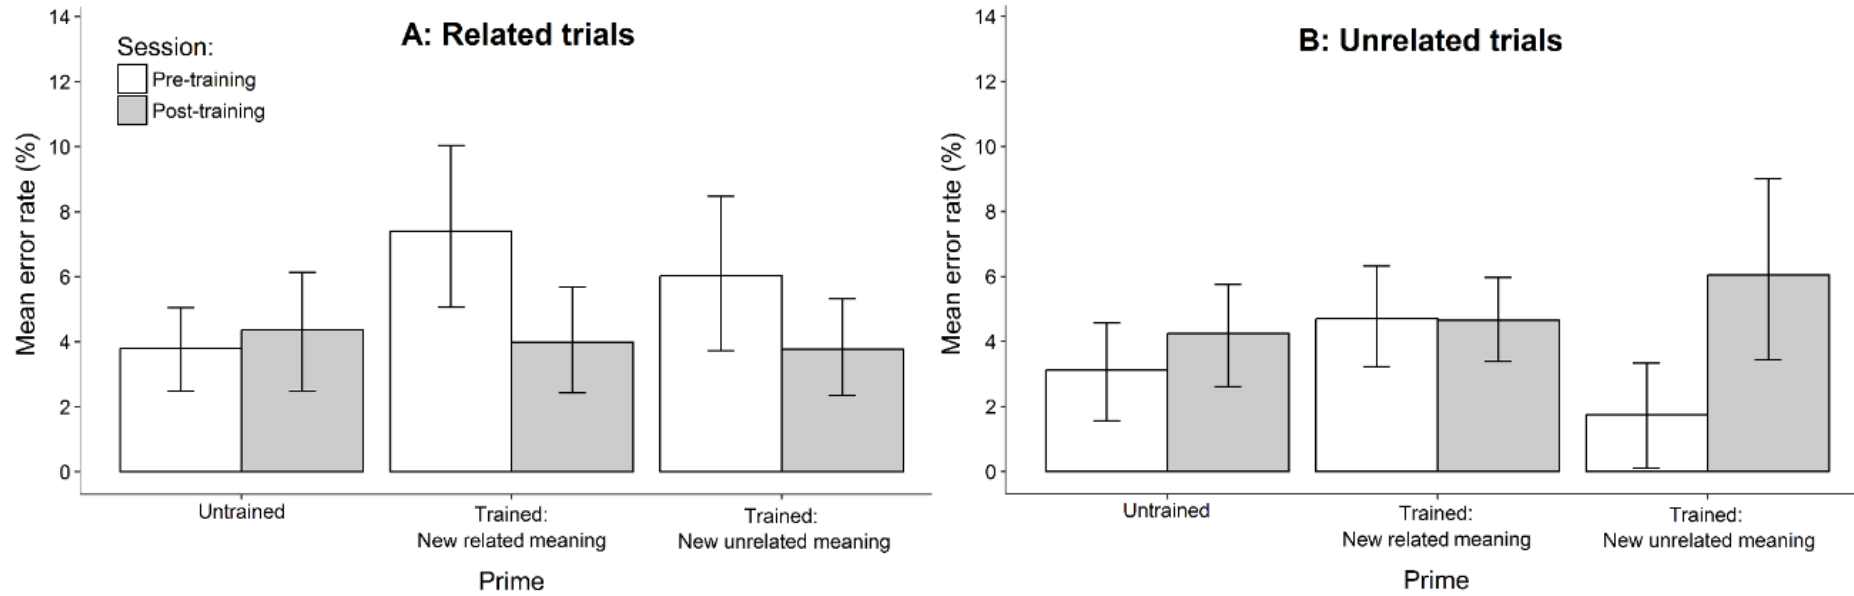 A: Related trials
Session:
Pre-training
Post-training
Mean error rate (%)
14
12
10
8
6
4
2
0
Untrained
Trained:
New related meaning
Trained:
New unrelated meaning
Prime
B: Unrelated trials
Mean error rate (%)
14
12
10
8
6
4
2
0
Untrained
Trained:
New related meaning
Trained:
New unrelated meaning
Prime